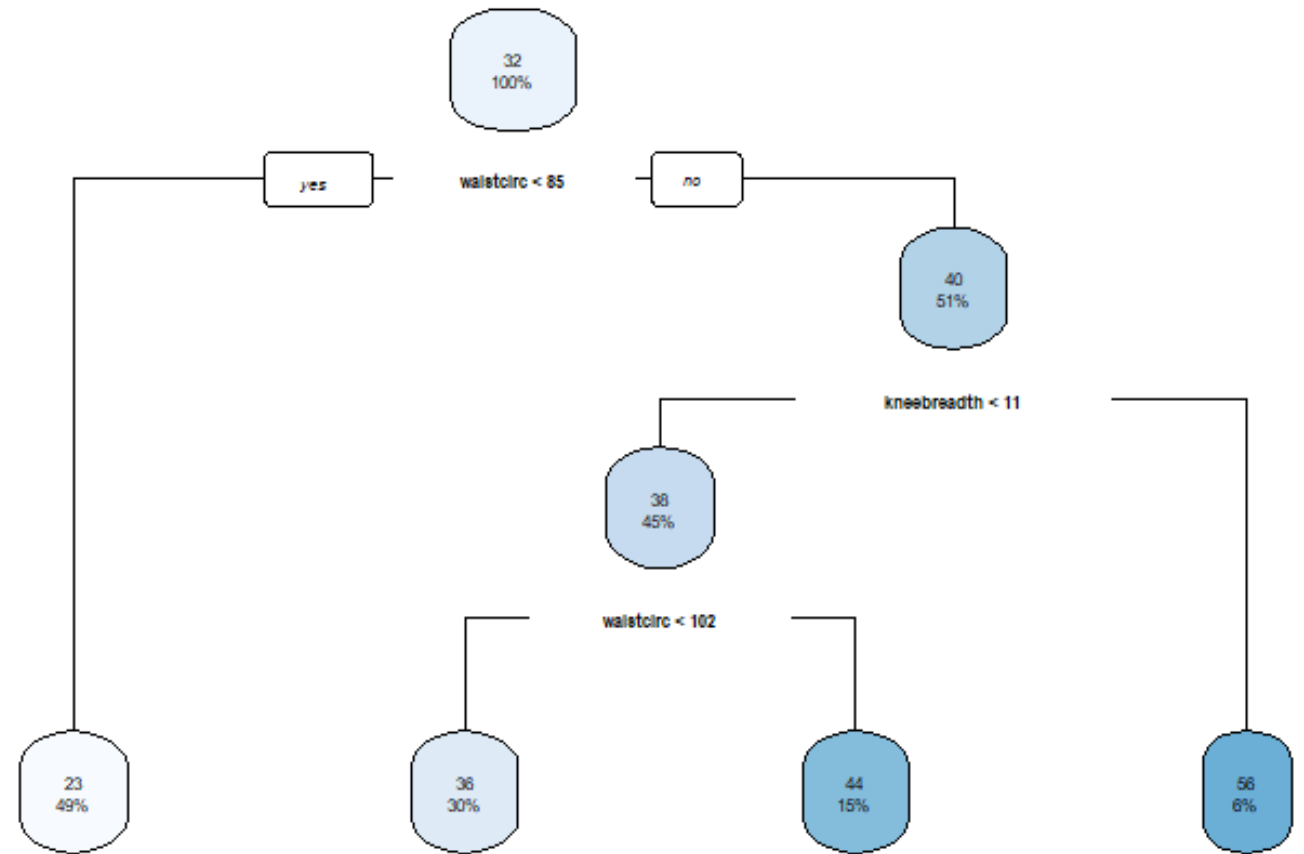 32
100%
yes
waistcirc < 85
no
40
51%
kneebreadth < 11
38
45%
waistcirc < 102
23
49%
36
30%
44
15%
56
6%